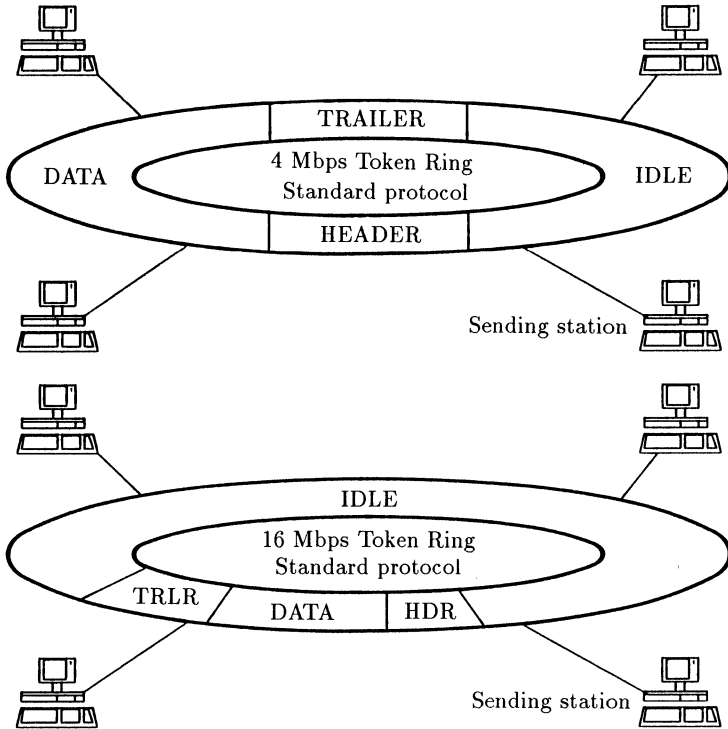 TRAILER
4 Mbps Token Ring
DATA
IDLE
Standard protocol
HEADER
Sending station
IDLE
16 Mbps Token Ring
Standard protocol
TRLR
DATA
HDR
Sending station